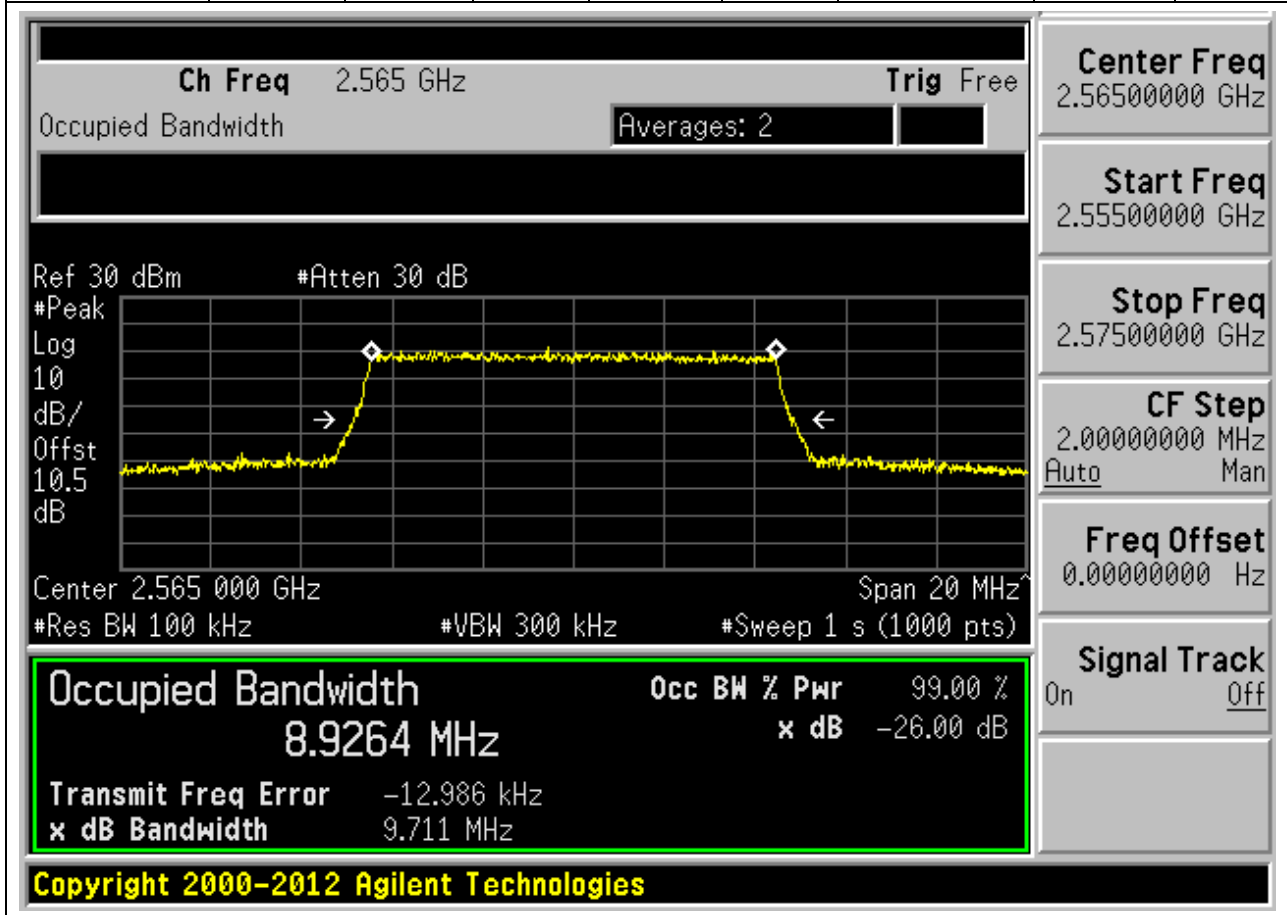 Ch Freq 2.565 GHz Trig Free
Occupied Bandwidth Averages: 2
Ref 30 dBm #Atten 30 dB
#Peak
Log
10
dB/
Offst
10.5
dB
Center 2.565 000 GHz Span 20 MHz^
#Res BW 100 kHz #VBW 300 kHz #Sweep 1 s (1000 pts)
Occupied Bandwidth
8.9264 MHz
Occ BW % Pwr 99.00 %
x dB -26.00 dB
Transmit Freq Error -12.986 kHz
x dB Bandwidth 9.711 MHz
Copyright 2000-2012 Agilent Technologies
Center Freq
2.56500000 GHz
Start Freq
2.55500000 GHz
Stop Freq
2.57500000 GHz
CF Step
2.00000000 MHz
Auto Man
Freq Offset
0.00000000 Hz
Signal Track
On Off